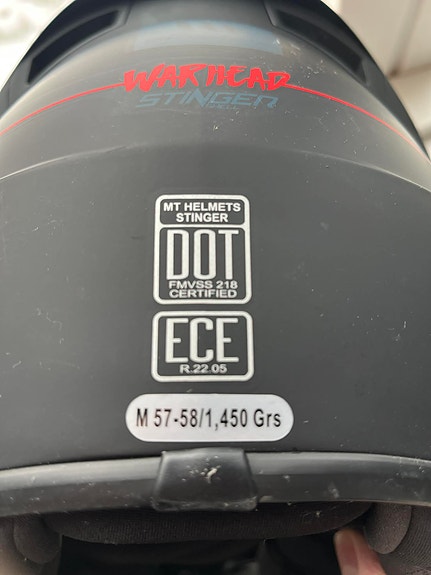 WARHEAD
STINGER
MT HELMETS
STINGER
DOT
FMVSS 218
CERTIFIED
ECE
R.22.05
M 57-58/1,450 Grs